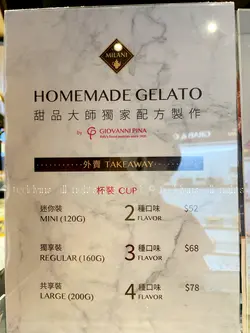 MILANI
HOMEMADE GELATO
甜品大師獨家配方製作
By GIOVANNI PINA
外賣 TAKEAWAY
杯裝 CUP
迷你裝 2 種口味 $52
MINI (120G) FLAVOR
獨享裝 3 種口味 $68
REGULAR (160G) FLAVOR
共享裝 4 種口味 $78
LARGE (200G) FLAVOR